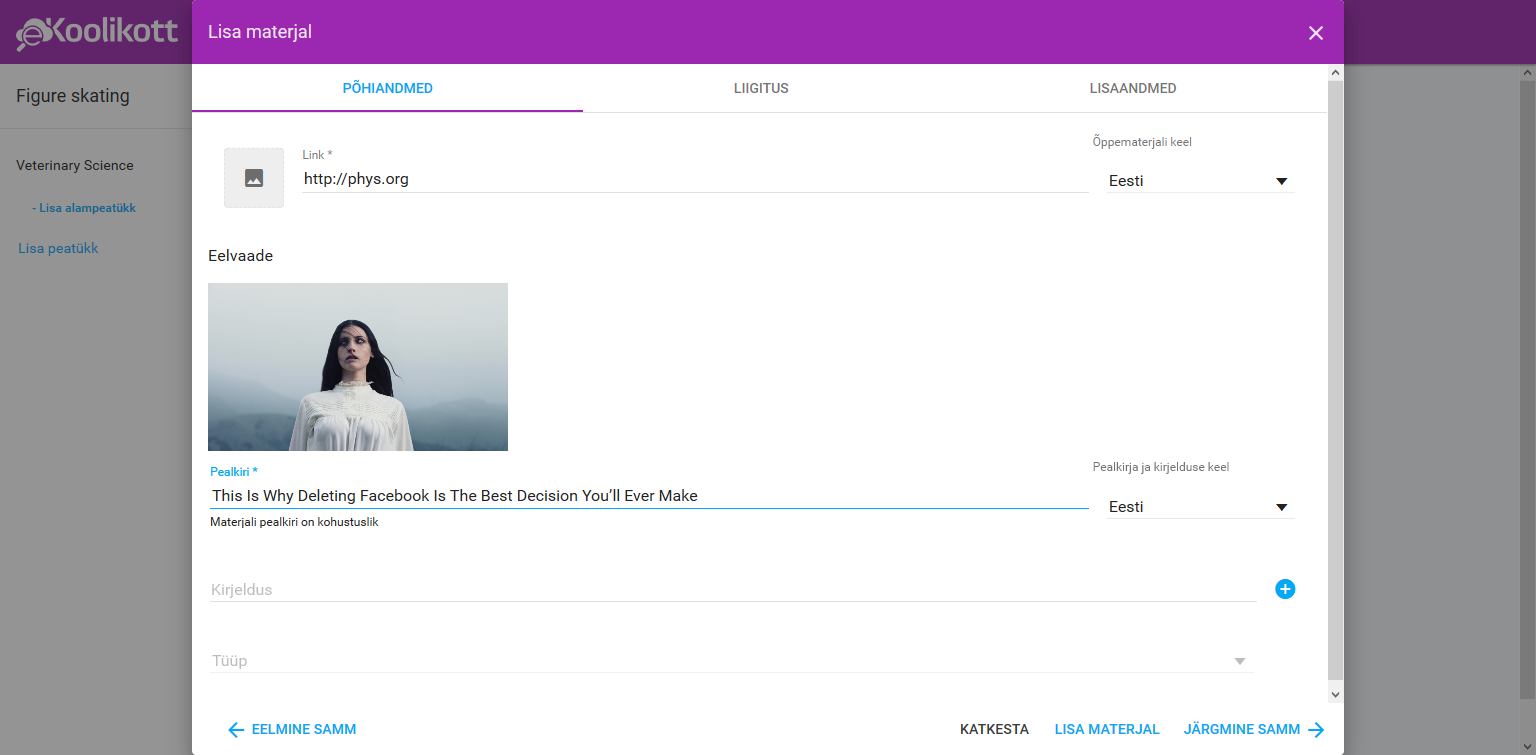 eKoolikott
Lisa materjal
Figure skating
Veterinary Science
- Lisa alampeatükk
Lisa peatükk
PÕHIANDMED
LIIGITUS
LISAANDMED
Link *
http://phys.org
Õppematerjali keel
Eesti
Eelvaade
Pealkiri *
This Is Why Deleting Facebook Is The Best Decision You’ll Ever Make
Materjali pealkiri on kohustuslik
Pealkirja ja kirjelduse keel
Eesti
Kirjeldus
Tüüp
EELMINE SAMM
KATKESTA
LISA MATERJAL
JÄRGMINE SAMM